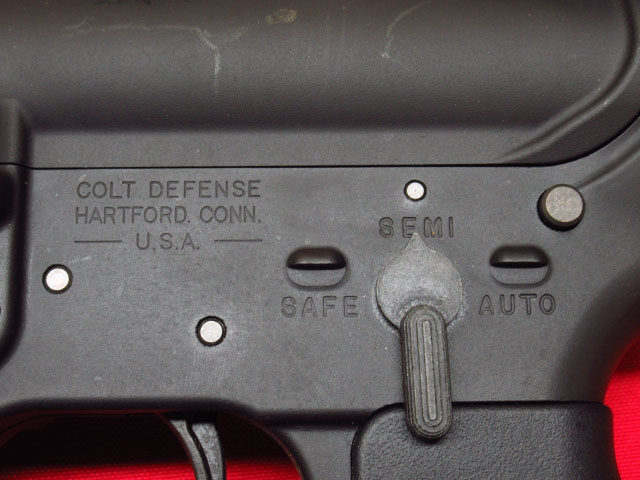 COLT DEFENSE
HARTFORD. CONN.
U.S.A.
SEMI
SAFE
AUTO